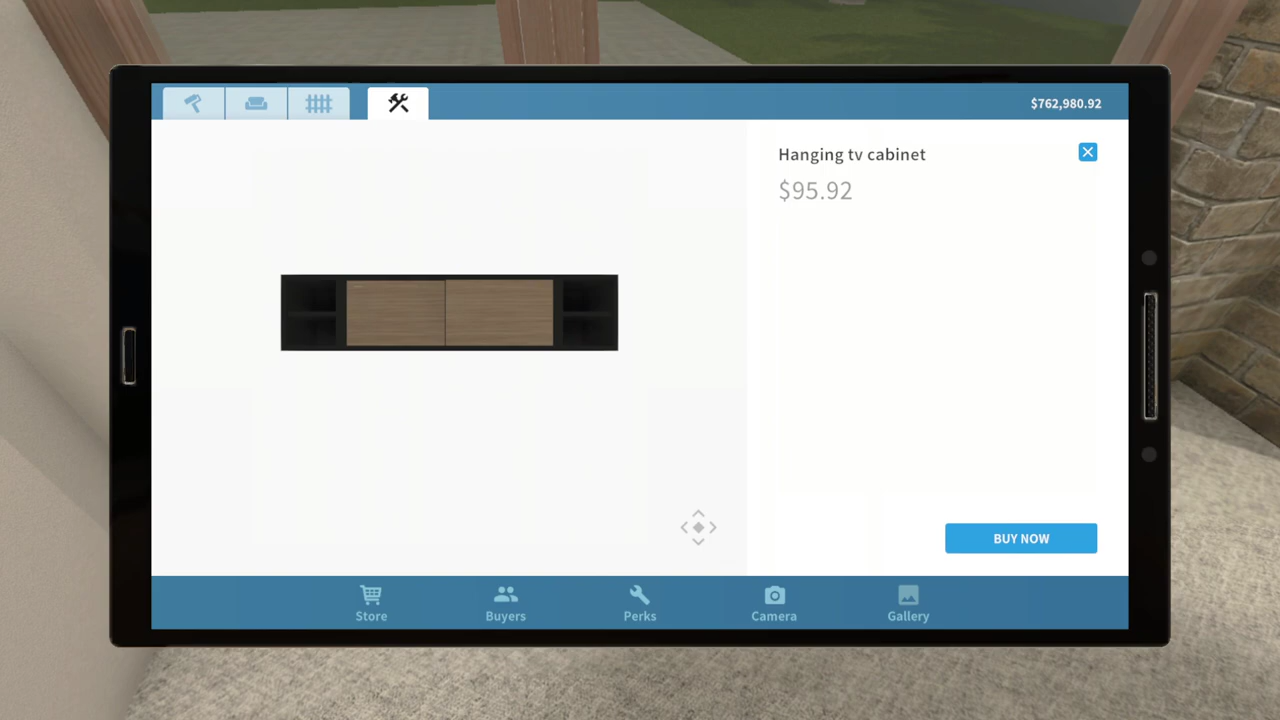 $762,980.92
Hanging tv cabinet
$95.92
BUY NOW
Store
Buyers
Perks
Camera
Gallery